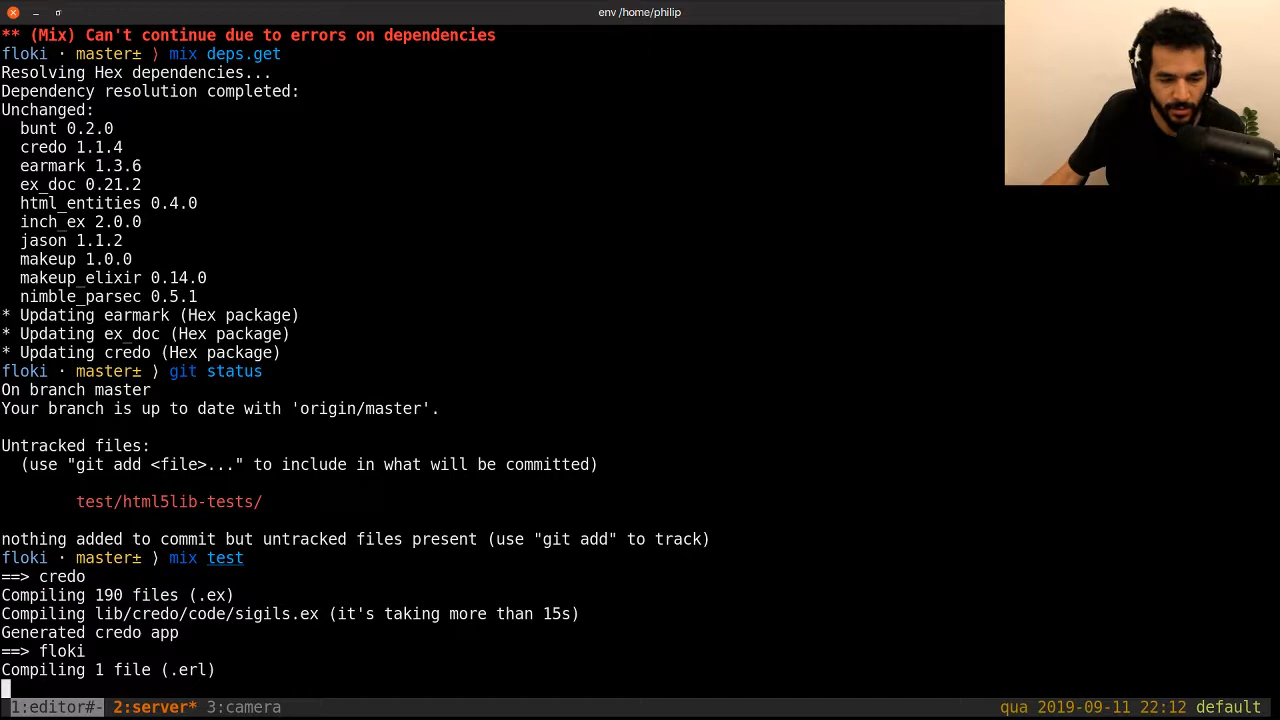 env /home/philip
** (Mix) Can't continue due to errors on dependencies
floki · master± ⟩ mix deps.get
Resolving Hex dependencies...
Dependency resolution completed:
Unchanged:
  bunt 0.2.0
  credo 1.1.4
  earmark 1.3.6
  ex_doc 0.21.2
  html_entities 0.4.0
  inch_ex 2.0.0
  jason 1.1.2
  makeup 1.0.0
  makeup_elixir 0.14.0
  nimble_parsec 0.5.1
* Updating earmark (Hex package)
* Updating ex_doc (Hex package)
* Updating credo (Hex package)
floki · master± ⟩ git status
On branch master
Your branch is up to date with 'origin/master'.
Untracked files:
  (use "git add <file>..." to include in what will be committed)
        test/html5lib-tests/
nothing added to commit but untracked files present (use "git add" to track)
floki · master± ⟩ mix test
==> credo
Compiling 190 files (.ex)
Compiling lib/credo/code/sigils.ex (it's taking more than 15s)
Generated credo app
==> floki
Compiling 1 file (.erl)
1:editor#- 2:server* 3:camera qua 2019-09-11 22:12 default